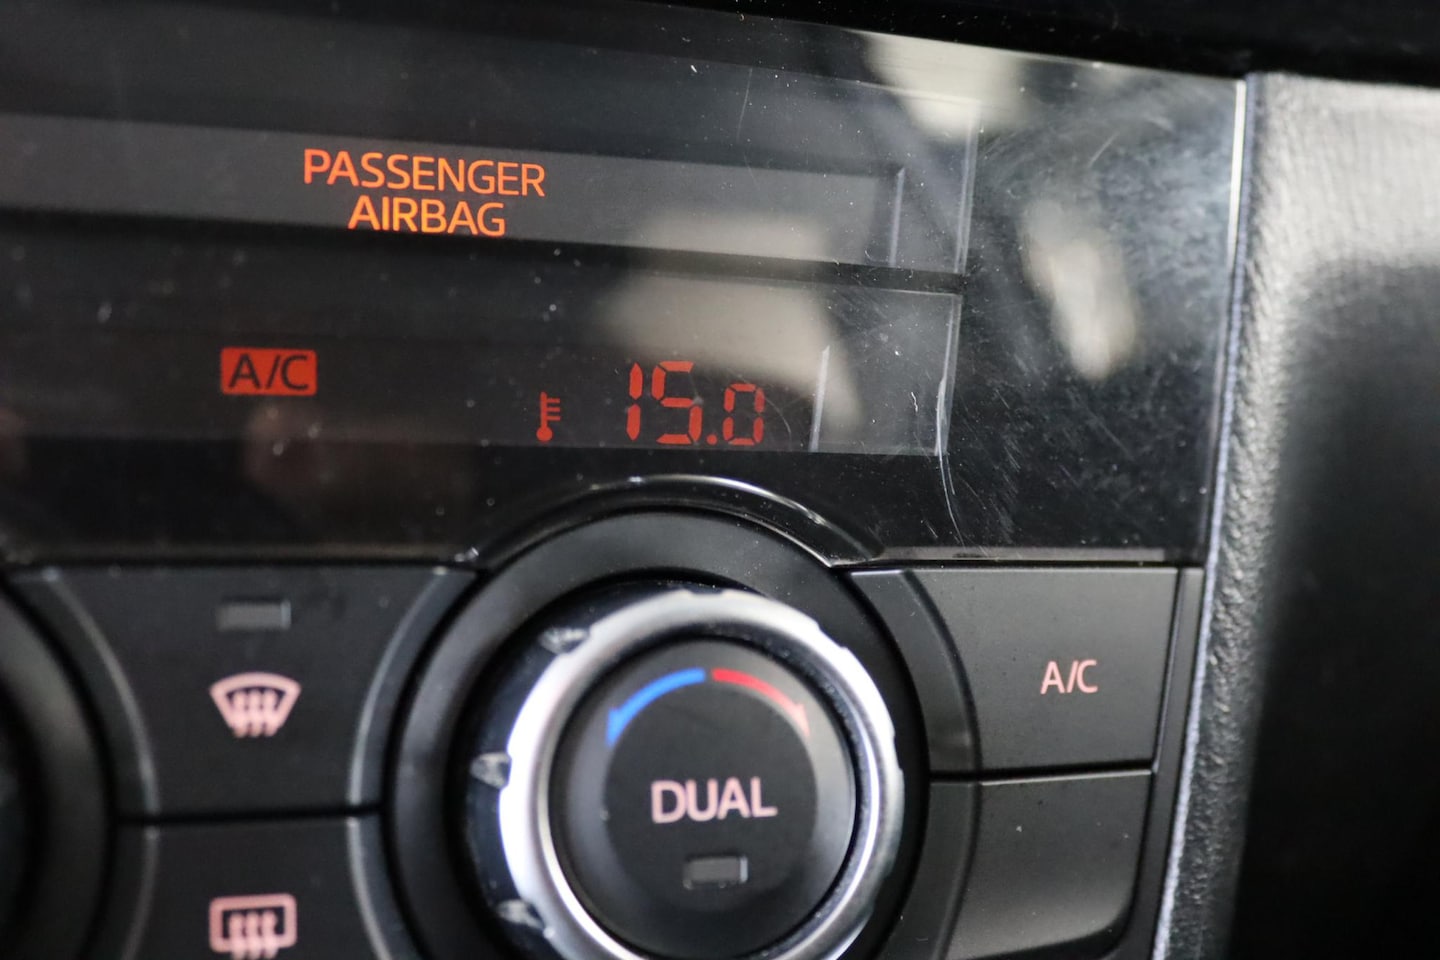 PASSENGER
AIRBAG
A/C
15.0
A/C
DUAL